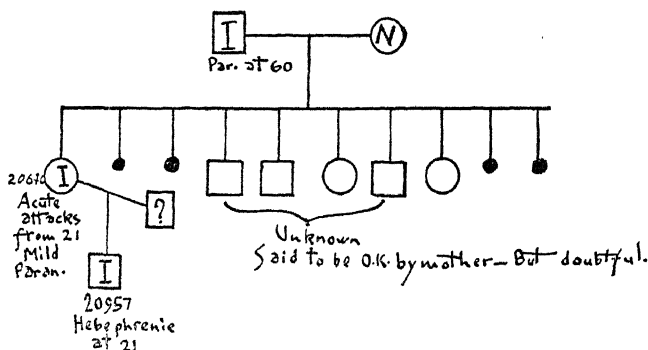 I
N
Par. at 60
I
20670
Acute
attacks
from 21
Mild
Paran.
?
Unknown
Said to be O.K. by mother - But doubtful.
I
20957
Hebephrenie
at 21